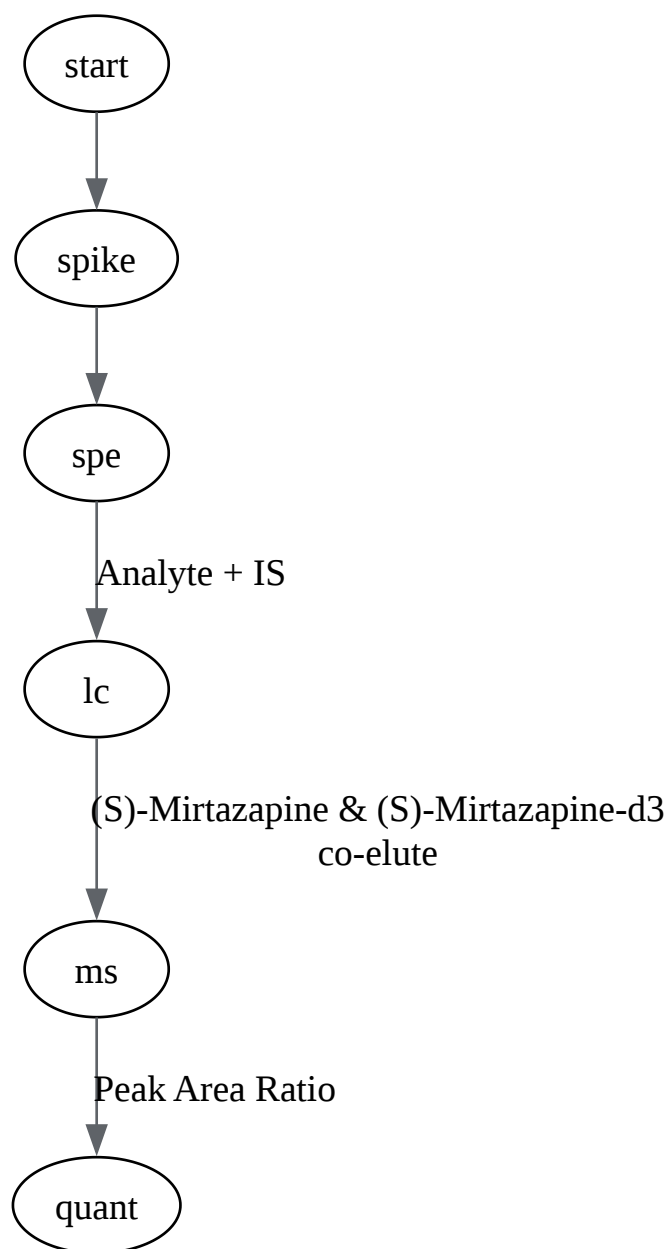 start
spike
spe
Analyte + IS
lc
(S)-Mirtazapine & (S)-Mirtazapine-d3
co-elute
ms
Peak Area Ratio
quant